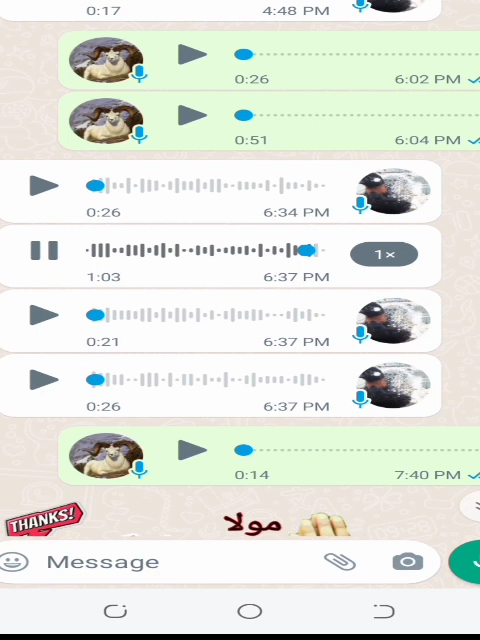 0:17 4:48 PM
0:26 6:02 PM
0:51 6:04 PM
0:26 6:34 PM
1×
1:03 6:37 PM
0:21 6:37 PM
0:26 6:37 PM
0:14 7:40 PM
THANKS!
مولا
Message